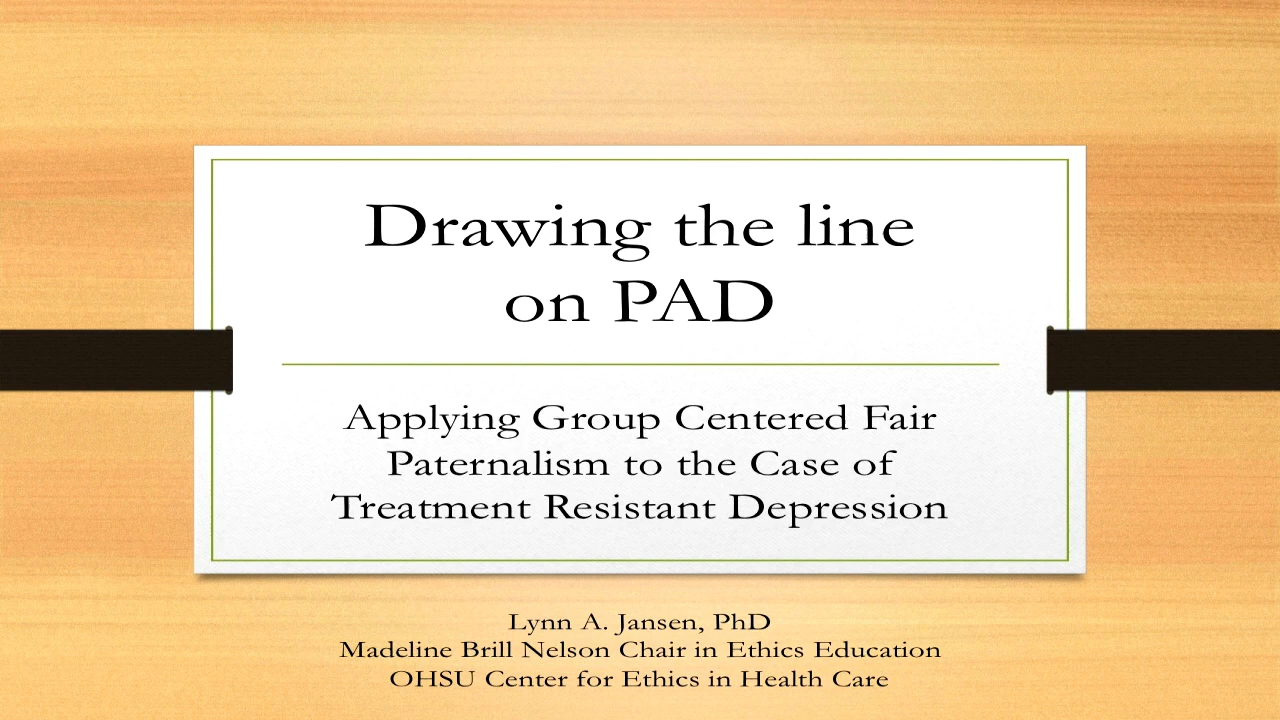 Drawing the line
on PAD
Applying Group Centered Fair
Paternalism to the Case of
Treatment Resistant Depression
Lynn A. Jansen, PhD
Madeline Brill Nelson Chair in Ethics Education
OHSU Center for Ethics in Health Care